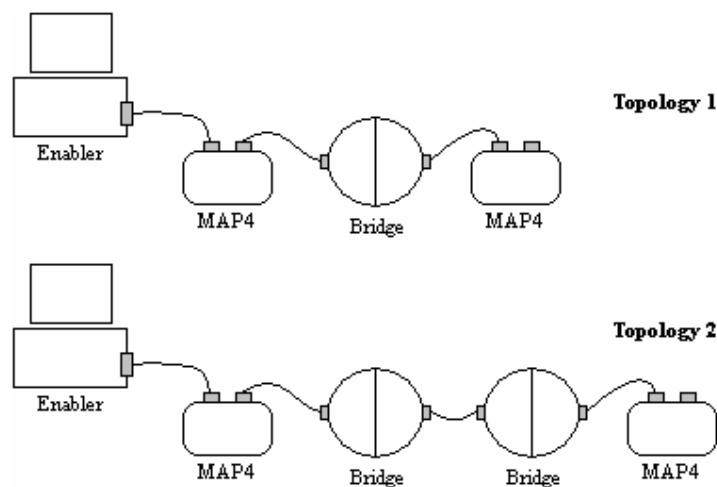 Topology 1
Enabler
MAP4
Bridge
MAP4
Topology 2
Enabler
MAP4
Bridge
Bridge
MAP4